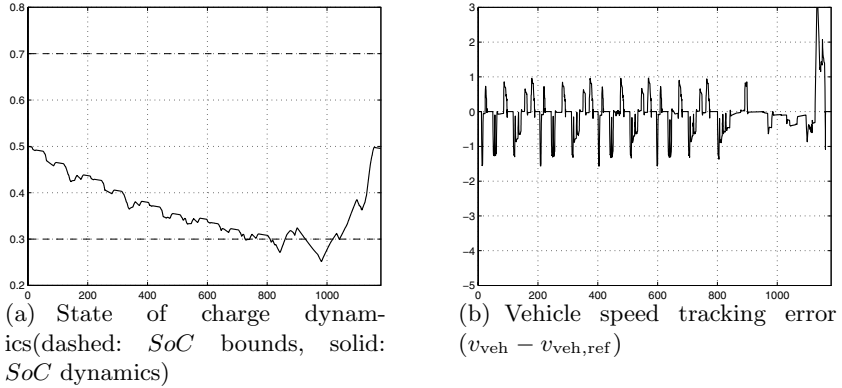 0.8
0.7
0.6
0.5
0.4
0.3
0.2
0 200 400 600 800 1000
(a) State of charge dynam-
ics(dashed: SoC bounds, solid:
SoC dynamics)
3
2
1
0
−1
−2
−3
−4
−5
0 200 400 600 800 1000
(b) Vehicle speed tracking error
(v_veh − v_veh,ref)